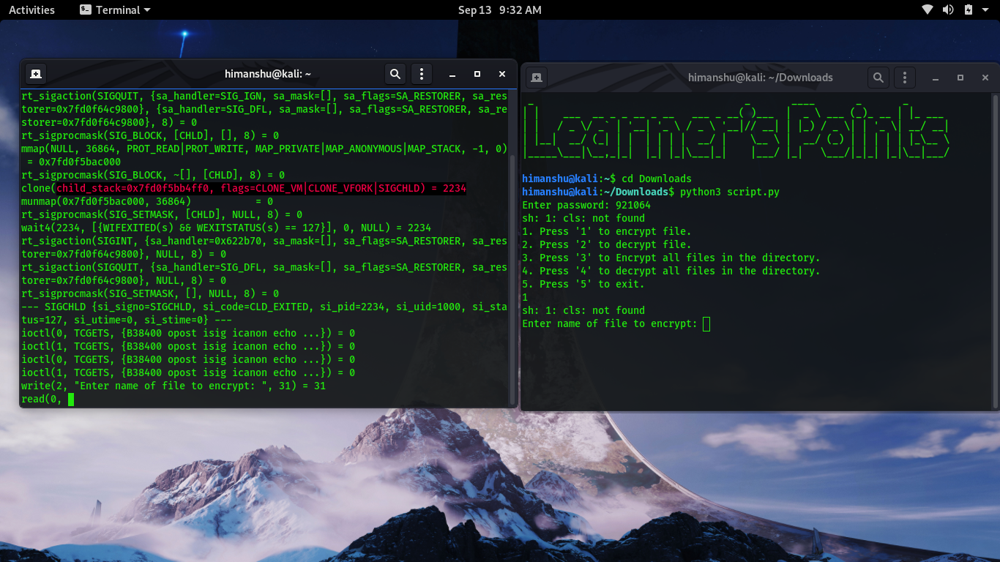 Activities
Terminal
Sep 13 9:32 AM
himanshu@kali: ~
rt_sigaction(SIGQUIT, {sa_handler=SIG_IGN, sa_mask=[], sa_flags=SA_RESTORER, sa_res
torer=0x7fd0f64c9800}, {sa_handler=SIG_DFL, sa_mask=[], sa_flags=SA_RESTORER, sa_re
storer=0x7fd0f64c9800}, 8) = 0
rt_sigprocmask(SIG_BLOCK, [CHLD], [], 8) = 0
mmap(NULL, 36864, PROT_READ|PROT_WRITE, MAP_PRIVATE|MAP_ANONYMOUS|MAP_STACK, -1, 0)
= 0x7fd0f5bac000
rt_sigprocmask(SIG_BLOCK, ~[], [CHLD], 8) = 0
clone(child_stack=0x7fd0f5bb4ff0, flags=CLONE_VM|CLONE_VFORK|SIGCHLD) = 2234
munmap(0x7fd0f5bac000, 36864) = 0
rt_sigprocmask(SIG_SETMASK, [CHLD], NULL, 8) = 0
wait4(2234, [{WIFEXITED(s) && WEXITSTATUS(s) == 127}], 0, NULL) = 2234
rt_sigaction(SIGINT, {sa_handler=0x622b70, sa_mask=[], sa_flags=SA_RESTORER, sa_res
torer=0x7fd0f64c9800}, NULL, 8) = 0
rt_sigaction(SIGQUIT, {sa_handler=SIG_DFL, sa_mask=[], sa_flags=SA_RESTORER, sa_res
torer=0x7fd0f64c9800}, NULL, 8) = 0
rt_sigprocmask(SIG_SETMASK, [], NULL, 8) = 0
--- SIGCHLD {si_signo=SIGCHLD, si_code=CLD_EXITED, si_pid=2234, si_uid=1000, si_sta
tus=127, si_utime=0, si_stime=0} ---
ioctl(0, TCGETS, {B38400 opost isig icanon echo ...}) = 0
ioctl(1, TCGETS, {B38400 opost isig icanon echo ...}) = 0
ioctl(0, TCGETS, {B38400 opost isig icanon echo ...}) = 0
ioctl(1, TCGETS, {B38400 opost isig icanon echo ...}) = 0
write(2, "Enter name of file to encrypt: ", 31) = 31
read(0,
himanshu@kali: ~/Downloads
Learner's Points
himanshu@kali:~$ cd Downloads
himanshu@kali:~/Downloads$ python3 script.py
Enter password: 921064
sh: 1: cls: not found
1. Press '1' to encrypt file.
2. Press '2' to decrypt file.
3. Press '3' to Encrypt all files in the directory.
4. Press '4' to decrypt all files in the directory.
5. Press '5' to exit.
1
sh: 1: cls: not found
Enter name of file to encrypt: